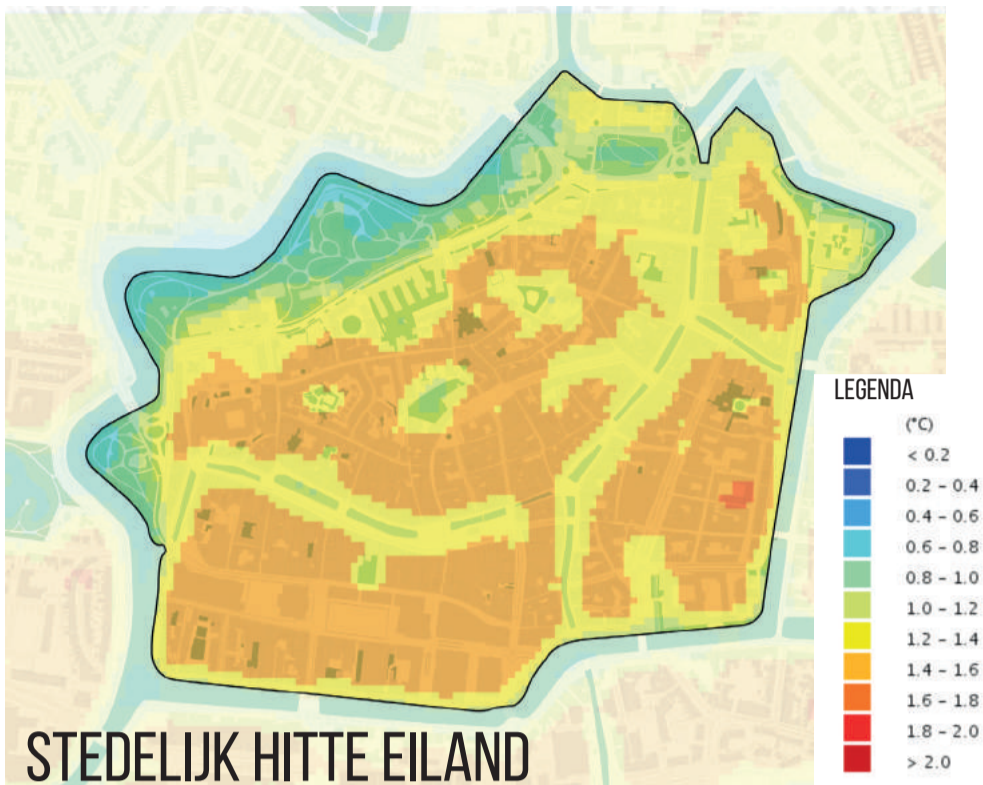 LEGENDA
(°C)
< 0.2
0.2 – 0.4
0.4 – 0.6
0.6 – 0.8
0.8 – 1.0
1.0 – 1.2
1.2 – 1.4
1.4 – 1.6
1.6 – 1.8
1.8 – 2.0
> 2.0
STEDELIJK HITTE EILAND